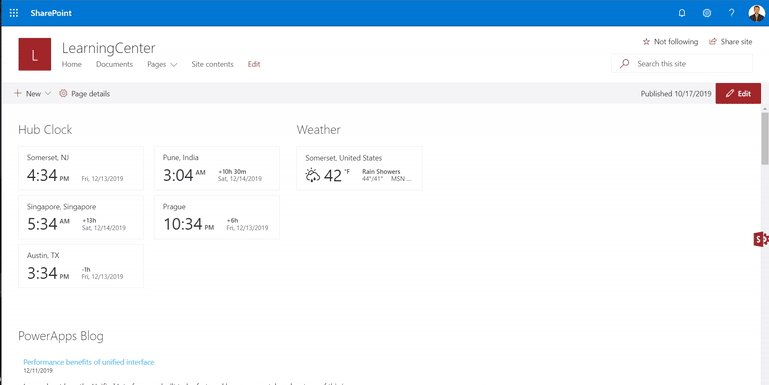 SharePoint
?
L
LearningCenter
Not following
Share site
Home Documents Pages Site contents Edit
Search this site
New
Page details
Published 10/17/2019
Edit
Hub Clock
Weather
Somerset, NJ
4:34 PM
Fri, 12/13/2019
Pune, India
3:04 AM
+10h 30m
Sat, 12/14/2019
Somerset, United States
42 °F
Rain Showers
44°/41° MSN ...
Singapore, Singapore
5:34 AM
+13h
Sat, 12/14/2019
Prague
10:34 PM
+6h
Fri, 12/13/2019
Austin, TX
3:34 PM
-1h
Fri, 12/13/2019
PowerApps Blog
Performance benefits of unified interface
12/11/2019